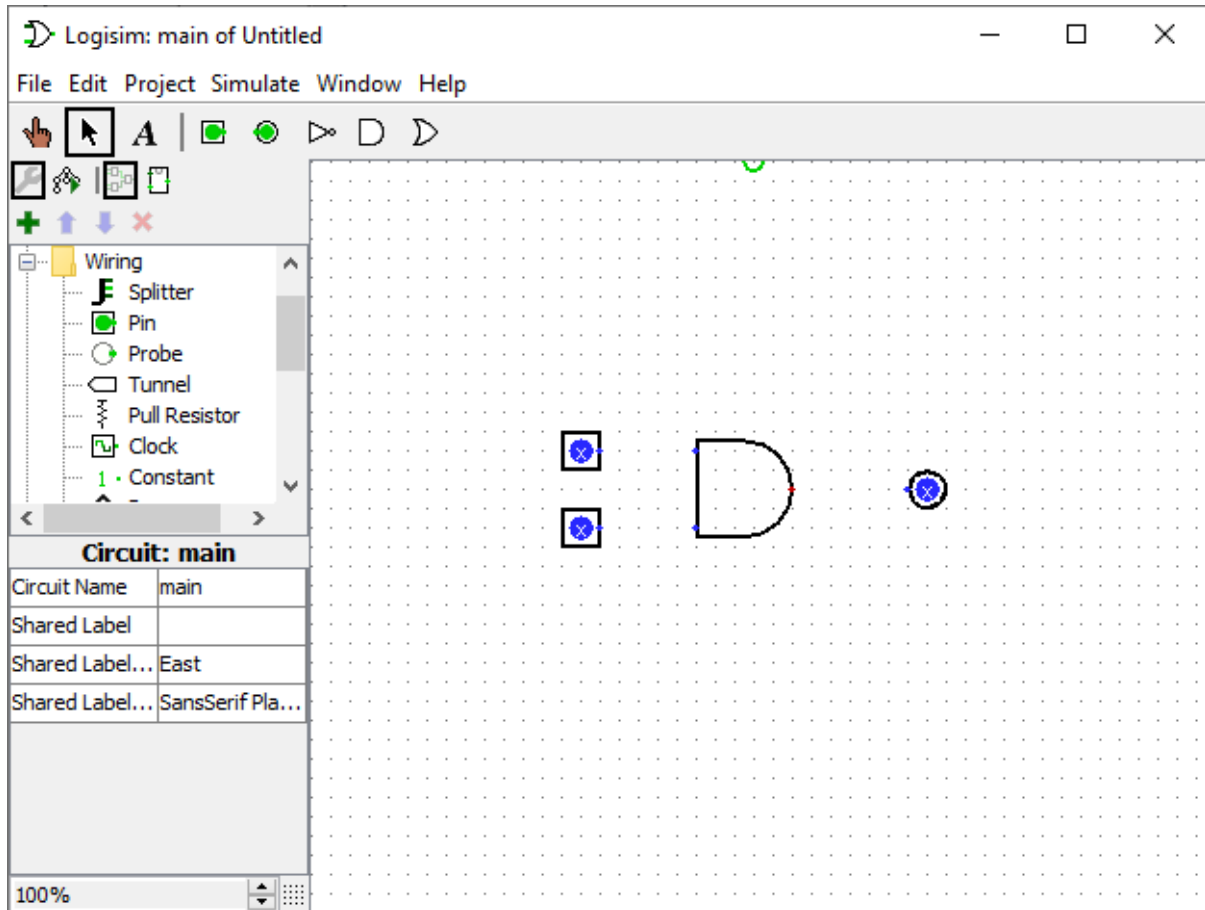 Logisim: main of Untitled
File Edit Project Simulate Window Help
A
Wiring
Splitter
Pin
Probe
Tunnel
Pull Resistor
Clock
1 Constant
Circuit: main
Circuit Name main
Shared Label
Shared Label... East
Shared Label... SansSerif Pla...
x
x
x
100%